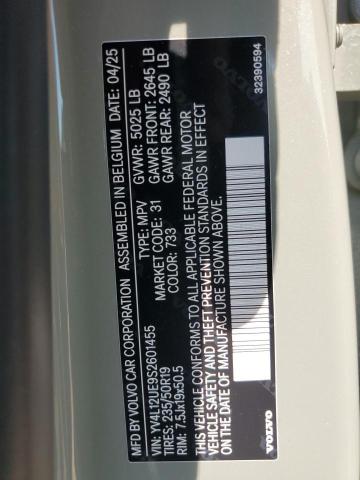 MFD BY VOLVO CAR CORPORATION ASSEMBLED IN BELGIUM DATE: 04/25
GVWR: 5025 LB
GAWR FRONT: 2645 LB
GAWR REAR: 2490 LB
VIN: YV4L12UE9S2601455 TYPE: MPV
TIRES: 235/50R19 MARKET CODE: 31
RIM: 7.5Jx19x50.5 COLOR: 733
THIS VEHICLE CONFORMS TO ALL APPLICABLE FEDERAL MOTOR
VEHICLE SAFETY AND THEFT PREVENTION STANDARDS IN EFFECT
ON THE DATE OF MANUFACTURE SHOWN ABOVE.
VOLVO 32390594